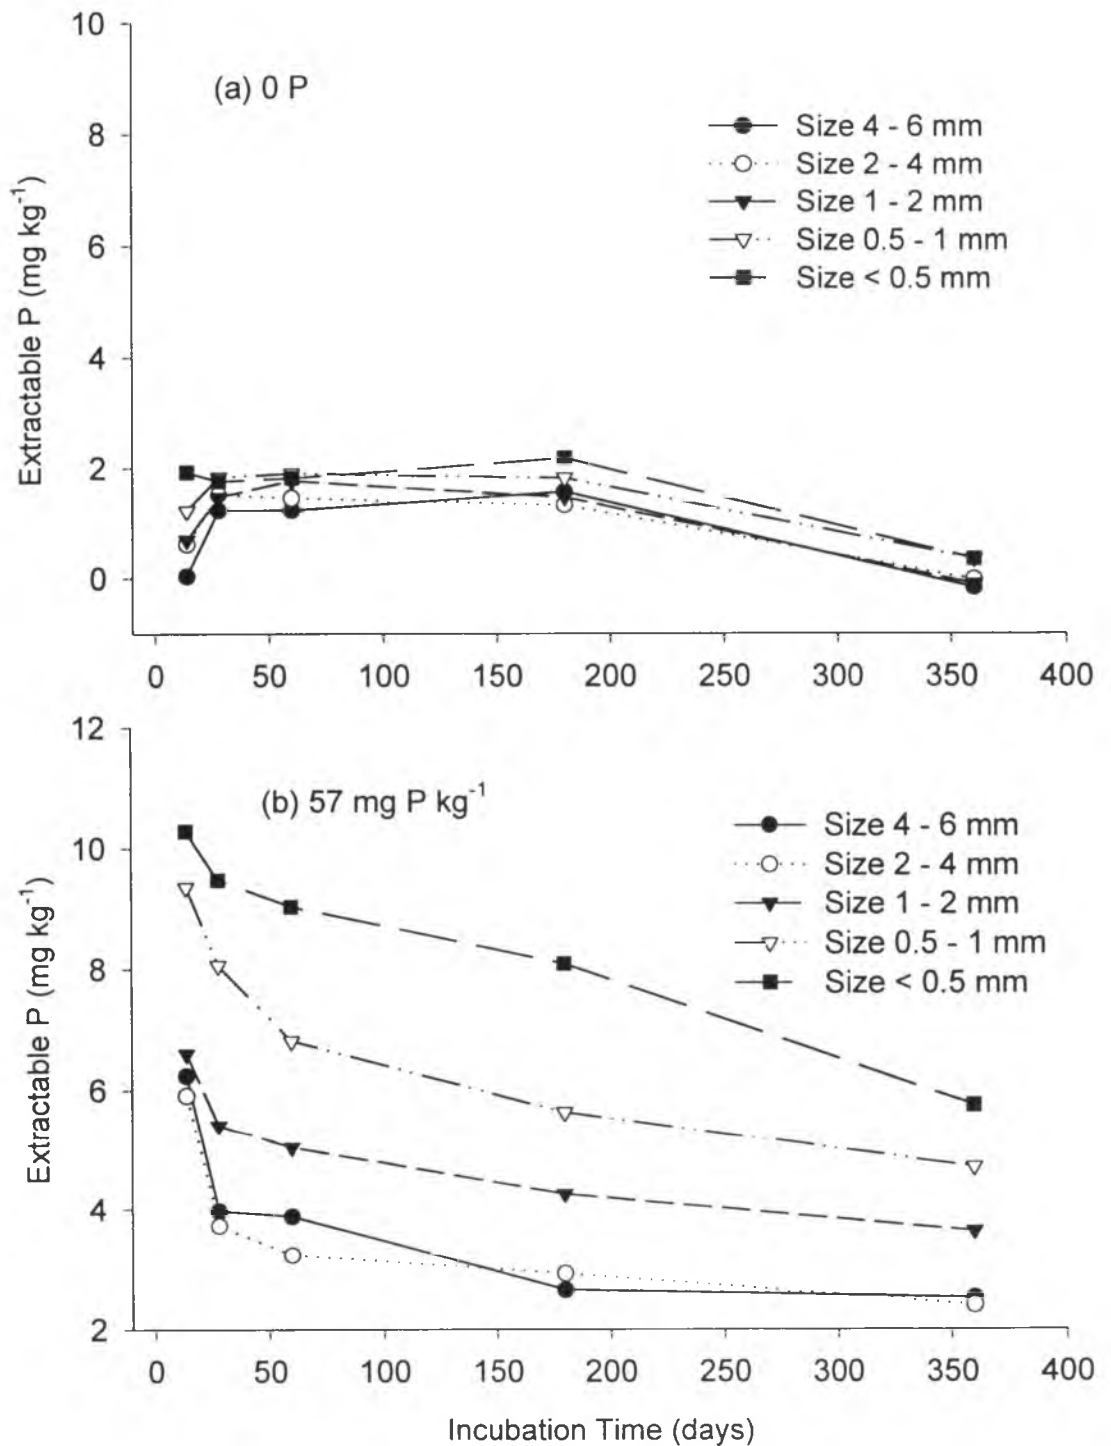 10
(a) 0 P
8
6
4
2
0
Extractable P (mg kg⁻¹)
Size 4 - 6 mm
Size 2 - 4 mm
Size 1 - 2 mm
Size 0.5 - 1 mm
Size < 0.5 mm
0 50 100 150 200 250 300 350 400
12
(b) 57 mg P kg⁻¹
10
8
6
4
2
Extractable P (mg kg⁻¹)
Size 4 - 6 mm
Size 2 - 4 mm
Size 1 - 2 mm
Size 0.5 - 1 mm
Size < 0.5 mm
0 50 100 150 200 250 300 350 400
Incubation Time (days)